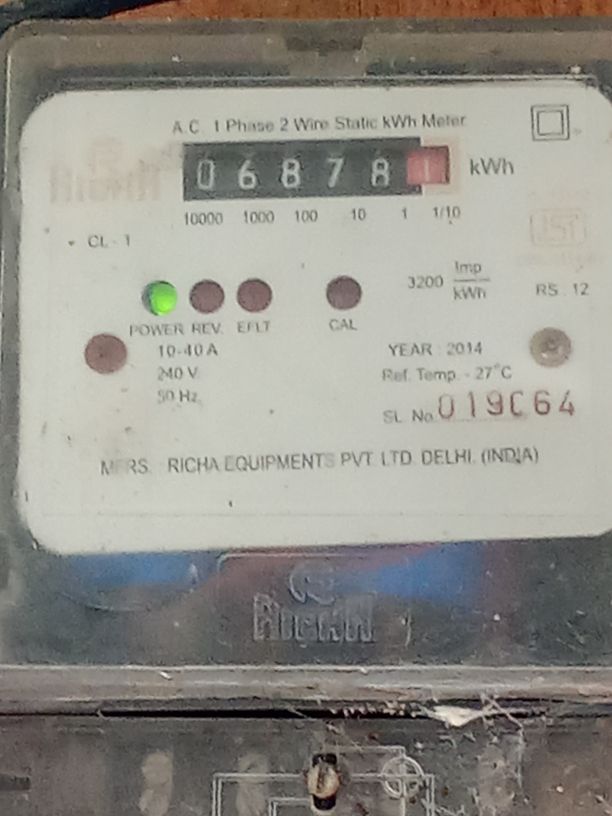 A.C. 1 Phase 2 Wire Static kWh Meter
0 6 8 7 8 1 kWh
10000 1000 100 10 1 1/10
CL - 1
3200 Imp/kWh
RS : 12
POWER REV. EFLT CAL
10-40 A
240 V
50 Hz
YEAR : 2014
Ref. Temp. - 27°C
SL. No. 019C64
MFRS. : RICHA EQUIPMENTS PVT. LTD. DELHI. (INDIA)
RICHA